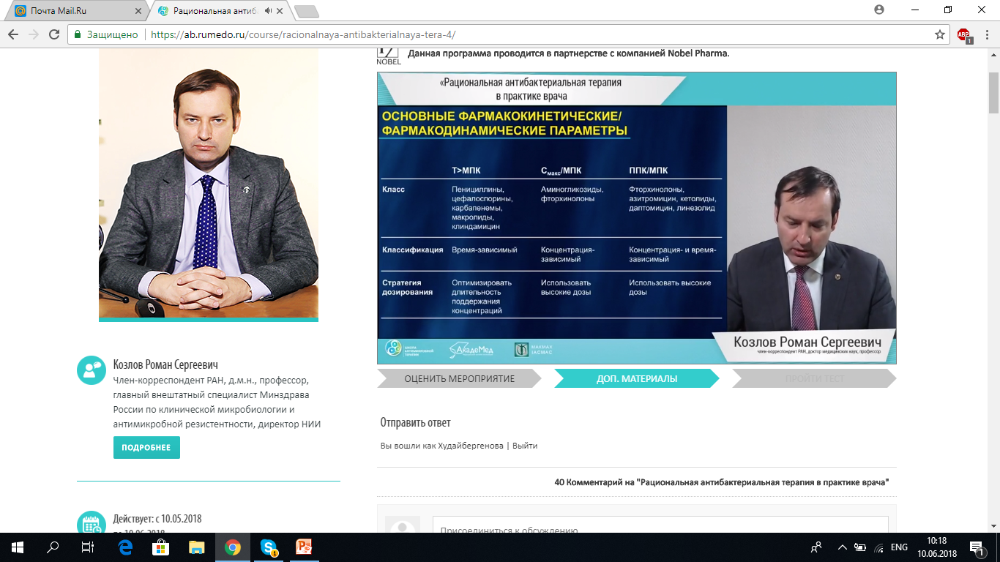 Почта Mail.Ru
Рациональная антиб
Защищено
https://ab.rumedo.ru/course/racionalnaya-antibakterialnaya-tera-4/
ABP
1
NOBEL
Данная программа проводится в партнерстве с компанией Nobel Pharma.
«Рациональная антибактериальная терапия
в практике врача
ОСНОВНЫЕ ФАРМАКОКИНЕТИЧЕСКИЕ/
ФАРМАКОДИНАМИЧЕСКИЕ ПАРАМЕТРЫ
T>МПК Cмакс/МПК ППК/МПК
Класс Пенициллины, Аминогликозиды, Фторхинолоны,
цефалоспорины, фторхинолоны азитромицин, кетолиды,
карбапенемы, даптомицин, линезолид
макролиды,
клиндамицин
Классификация Время-зависимый Концентрация- Концентрация- и время-
зависимый зависимый
Стратегия Оптимизировать Использовать Использовать высокие
дозирования длительность высокие дозы дозы
поддержания
концентраций
ШКОЛА
АНТИМИКРОБНОЙ
ТЕРАПИИ
АкадеМед
МАКМАХ
IACMAC
Козлов Роман Сергеевич
член-корреспондент РАН, доктор медицинских наук, профессор
ОЦЕНИТЬ МЕРОПРИЯТИЕ
ДОП. МАТЕРИАЛЫ
ПРОЙТИ ТЕСТ
Козлов Роман Сергеевич
Член-корреспондент РАН, д.м.н., профессор,
главный внештатный специалист Минздрава
России по клинической микробиологии и
антимикробной резистентности, директор НИИ
ПОДРОБНЕЕ
Отправить ответ
Вы вошли как Худайбергенова | Выйти
40 Комментарий на "Рациональная антибактериальная терапия в практике врача"
Действует: с 10.05.2018
по 10.06.2018
Присоединиться к обсуждению
ENG
10:18
10.06.2018
1